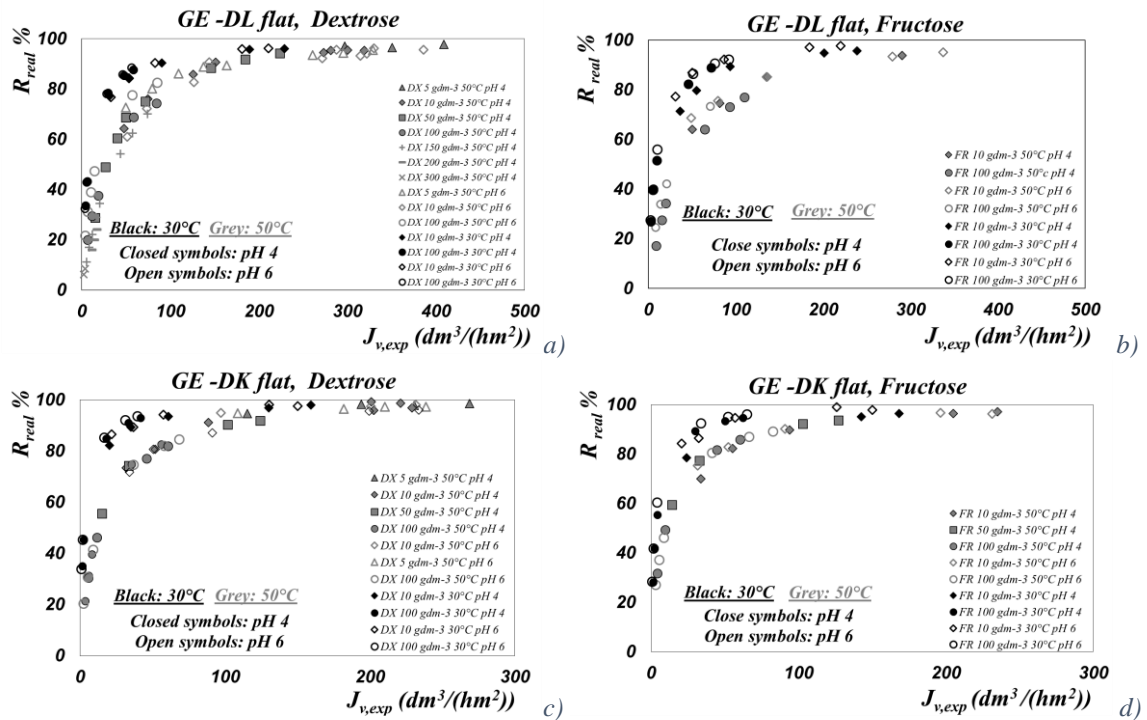 GE -DL flat, Dextrose
a)
R_real %
100
80
60
40
20
0
0
100
200
300
400
500
J_v,exp (dm³/(hm²))
Black: 30°C Grey: 50°C
Closed symbols: pH 4
Open symbols: pH 6
DX 5 gdm-3 50°C pH 4
DX 10 gdm-3 50°C pH 4
DX 50 gdm-3 50°C pH 4
DX 100 gdm-3 50°C pH 4
DX 150 gdm-3 50°C pH 4
DX 200 gdm-3 50°C pH 4
DX 300 gdm-3 50°C pH 4
DX 5 gdm-3 50°C pH 6
DX 10 gdm-3 50°C pH 6
DX 100 gdm-3 50°C pH 6
DX 10 gdm-3 30°C pH 4
DX 100 gdm-3 30°C pH 4
DX 10 gdm-3 30°C pH 6
DX 100 gdm-3 30°C pH 6
GE -DL flat, Fructose
b)
R_real %
100
80
60
40
20
0
0
100
200
300
400
500
J_v,exp (dm³/(hm²))
Black: 30°C Grey: 50°C
Close symbols: pH 4
Open symbols: pH 6
FR 10 gdm-3 50°C pH 4
FR 100 gdm-3 50°c pH 4
FR 10 gdm-3 50°C pH 6
FR 100 gdm-3 50°C pH 6
FR 10 gdm-3 30°C pH 4
FR 100 gdm-3 30°C pH 4
FR 10 gdm-3 30°C pH 6
FR 100 gdm-3 30°C pH 6
GE -DK flat, Dextrose
c)
R_real %
100
80
60
40
20
0
0
100
200
300
J_v,exp (dm³/(hm²))
Black: 30°C Grey: 50°C
Closed symbols: pH 4
Open symbols: pH 6
DX 5 gdm-3 50°C pH 4
DX 10 gdm-3 50°C pH 4
DX 50 gdm-3 50°C pH 4
DX 100 gdm-3 50°C pH 4
DX 10 gdm-3 50°C pH 6
DX 5 gdm-3 50°C pH 6
DX 100 gdm-3 50°C pH 6
DX 10 gdm-3 30°C pH 4
DX 100 gdm-3 30°C pH 4
DX 10 gdm-3 30°C pH 6
DX 100 gdm-3 30°C pH 6
GE -DK flat, Fructose
d)
R_real %
100
80
60
40
20
0
0
100
200
300
J_v,exp (dm³/(hm²))
Black: 30°C Grey: 50°C
Close symbols: pH 4
Open symbols: pH 6
FR 10 gdm-3 50°C pH 4
FR 50 gdm-3 50°C pH 4
FR 100 gdm-3 50°C pH 4
FR 10 gdm-3 50°C pH 6
FR 100 gdm-3 50°C pH 6
FR 10 gdm-3 30°C pH 4
FR 100 gdm-3 30°C pH 4
FR 10 gdm-3 30°C pH 6
FR 100 gdm-3 30°C pH 6